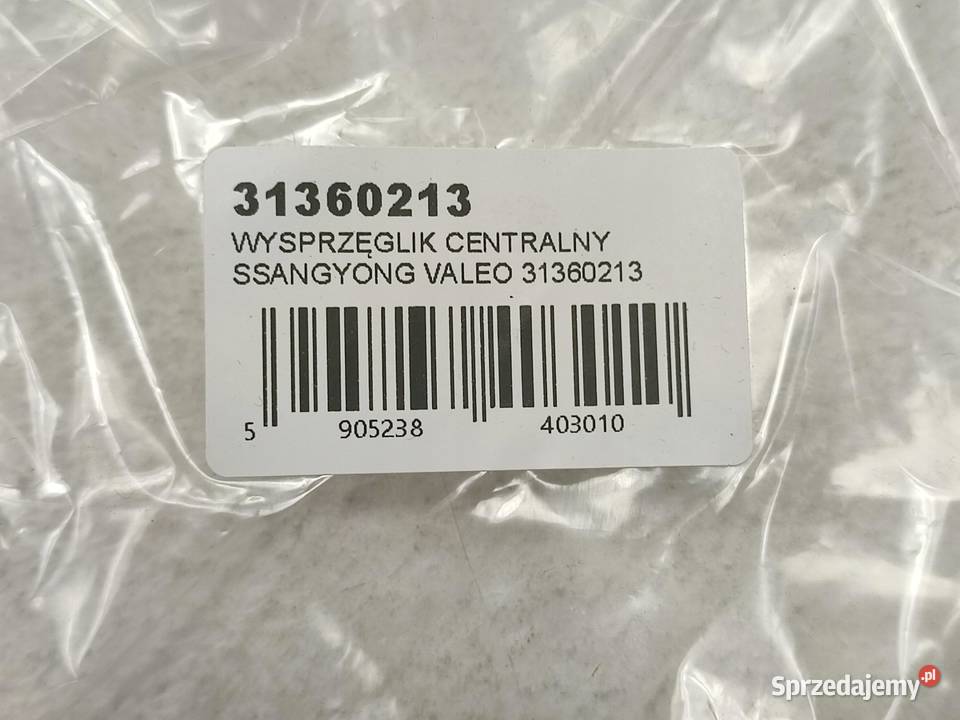 31360213
WYSPRZĘGLIK CENTRALNY
SSANGYONG VALEO 31360213
5 905238 403010
Sprzedajemy.pl